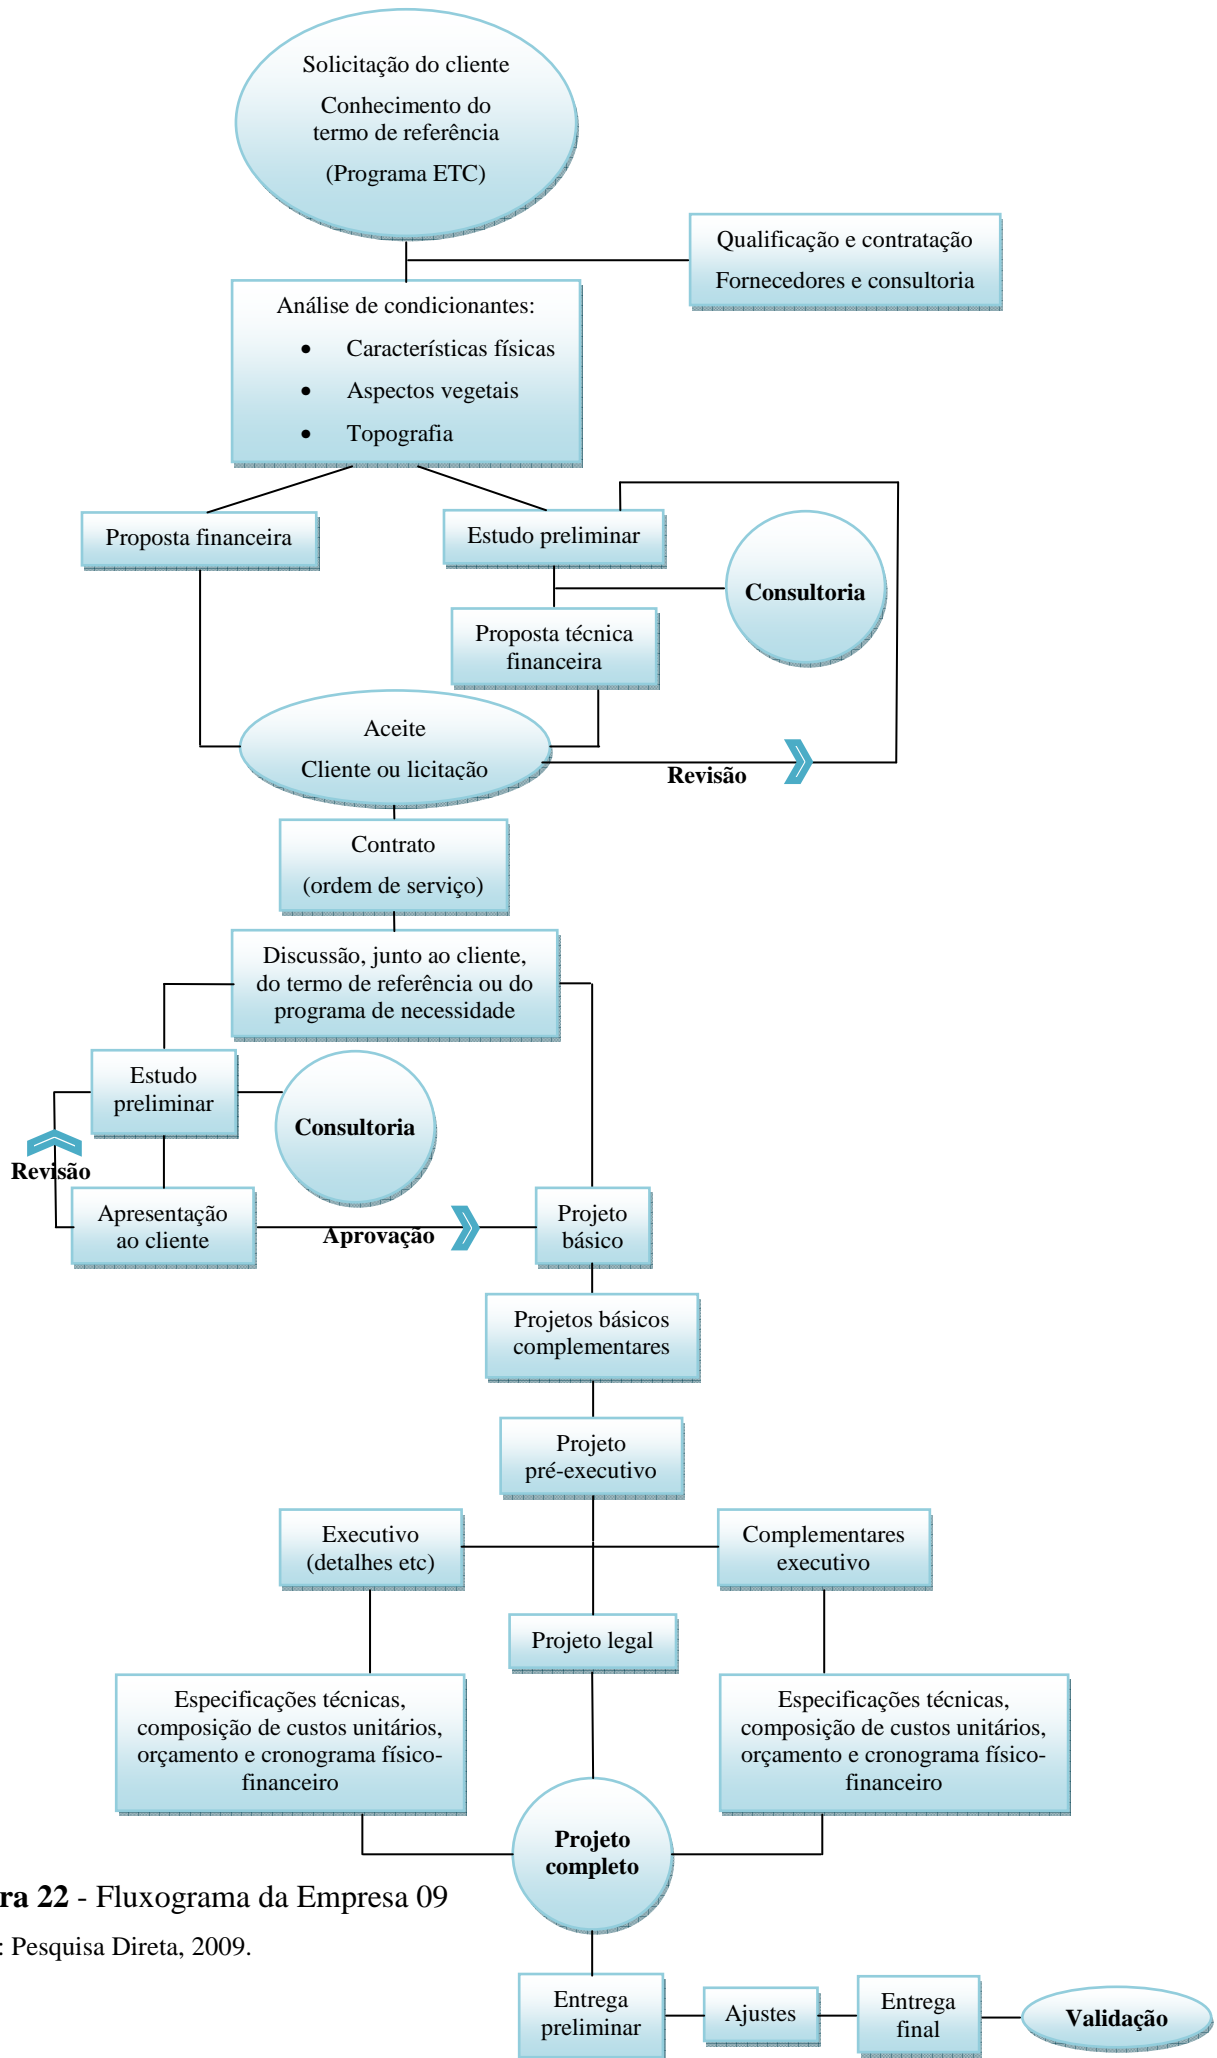 Solicitação do cliente
Conhecimento do
termo de referência
(Programa ETC)
Qualificação e contratação
Fornecedores e consultoria
Análise de condicionantes:
• Características físicas
• Aspectos vegetais
• Topografia
Proposta financeira
Estudo preliminar
Consultoria
Proposta técnica
financeira
Aceite
Cliente ou licitação
Revisão
Contrato
(ordem de serviço)
Discussão, junto ao cliente,
do termo de referência ou do
programa de necessidade
Estudo
preliminar
Consultoria
Revisão
Apresentação
ao cliente
Aprovação
Projeto
básico
Projetos básicos
complementares
Projeto
pré-executivo
Executivo
(detalhes etc)
Complementares
executivo
Projeto legal
Especificações técnicas,
composição de custos unitários,
orçamento e cronograma físico-
financeiro
Especificações técnicas,
composição de custos unitários,
orçamento e cronograma físico-
financeiro
Projeto
completo
ra 22 - Fluxograma da Empresa 09
: Pesquisa Direta, 2009.
Entrega
preliminar
Ajustes
Entrega
final
Validação